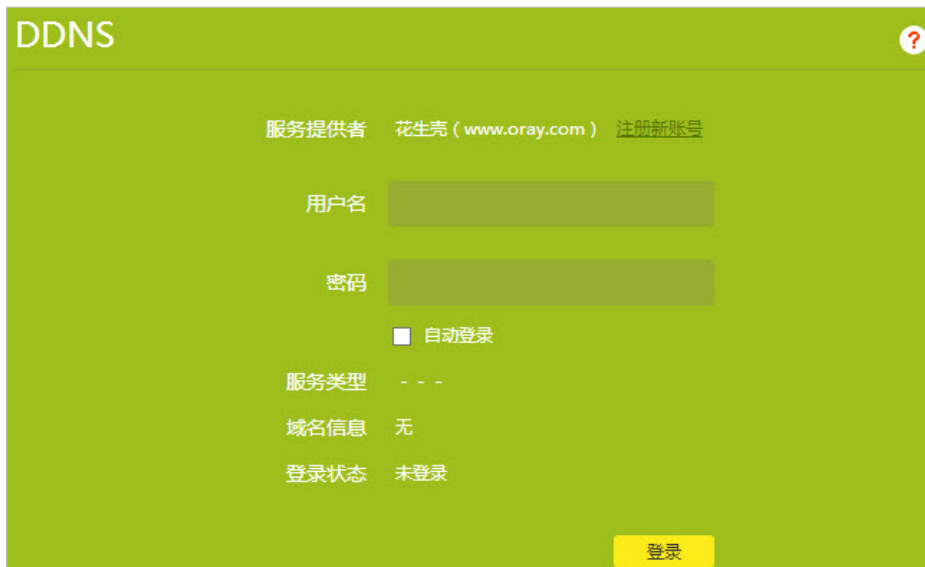 DDNS
?
服务提供者 花生壳 ( www.oray.com ) 注册新账号
用户名
密码
自动登录
服务类型 - - -
域名信息 无
登录状态 未登录
登录